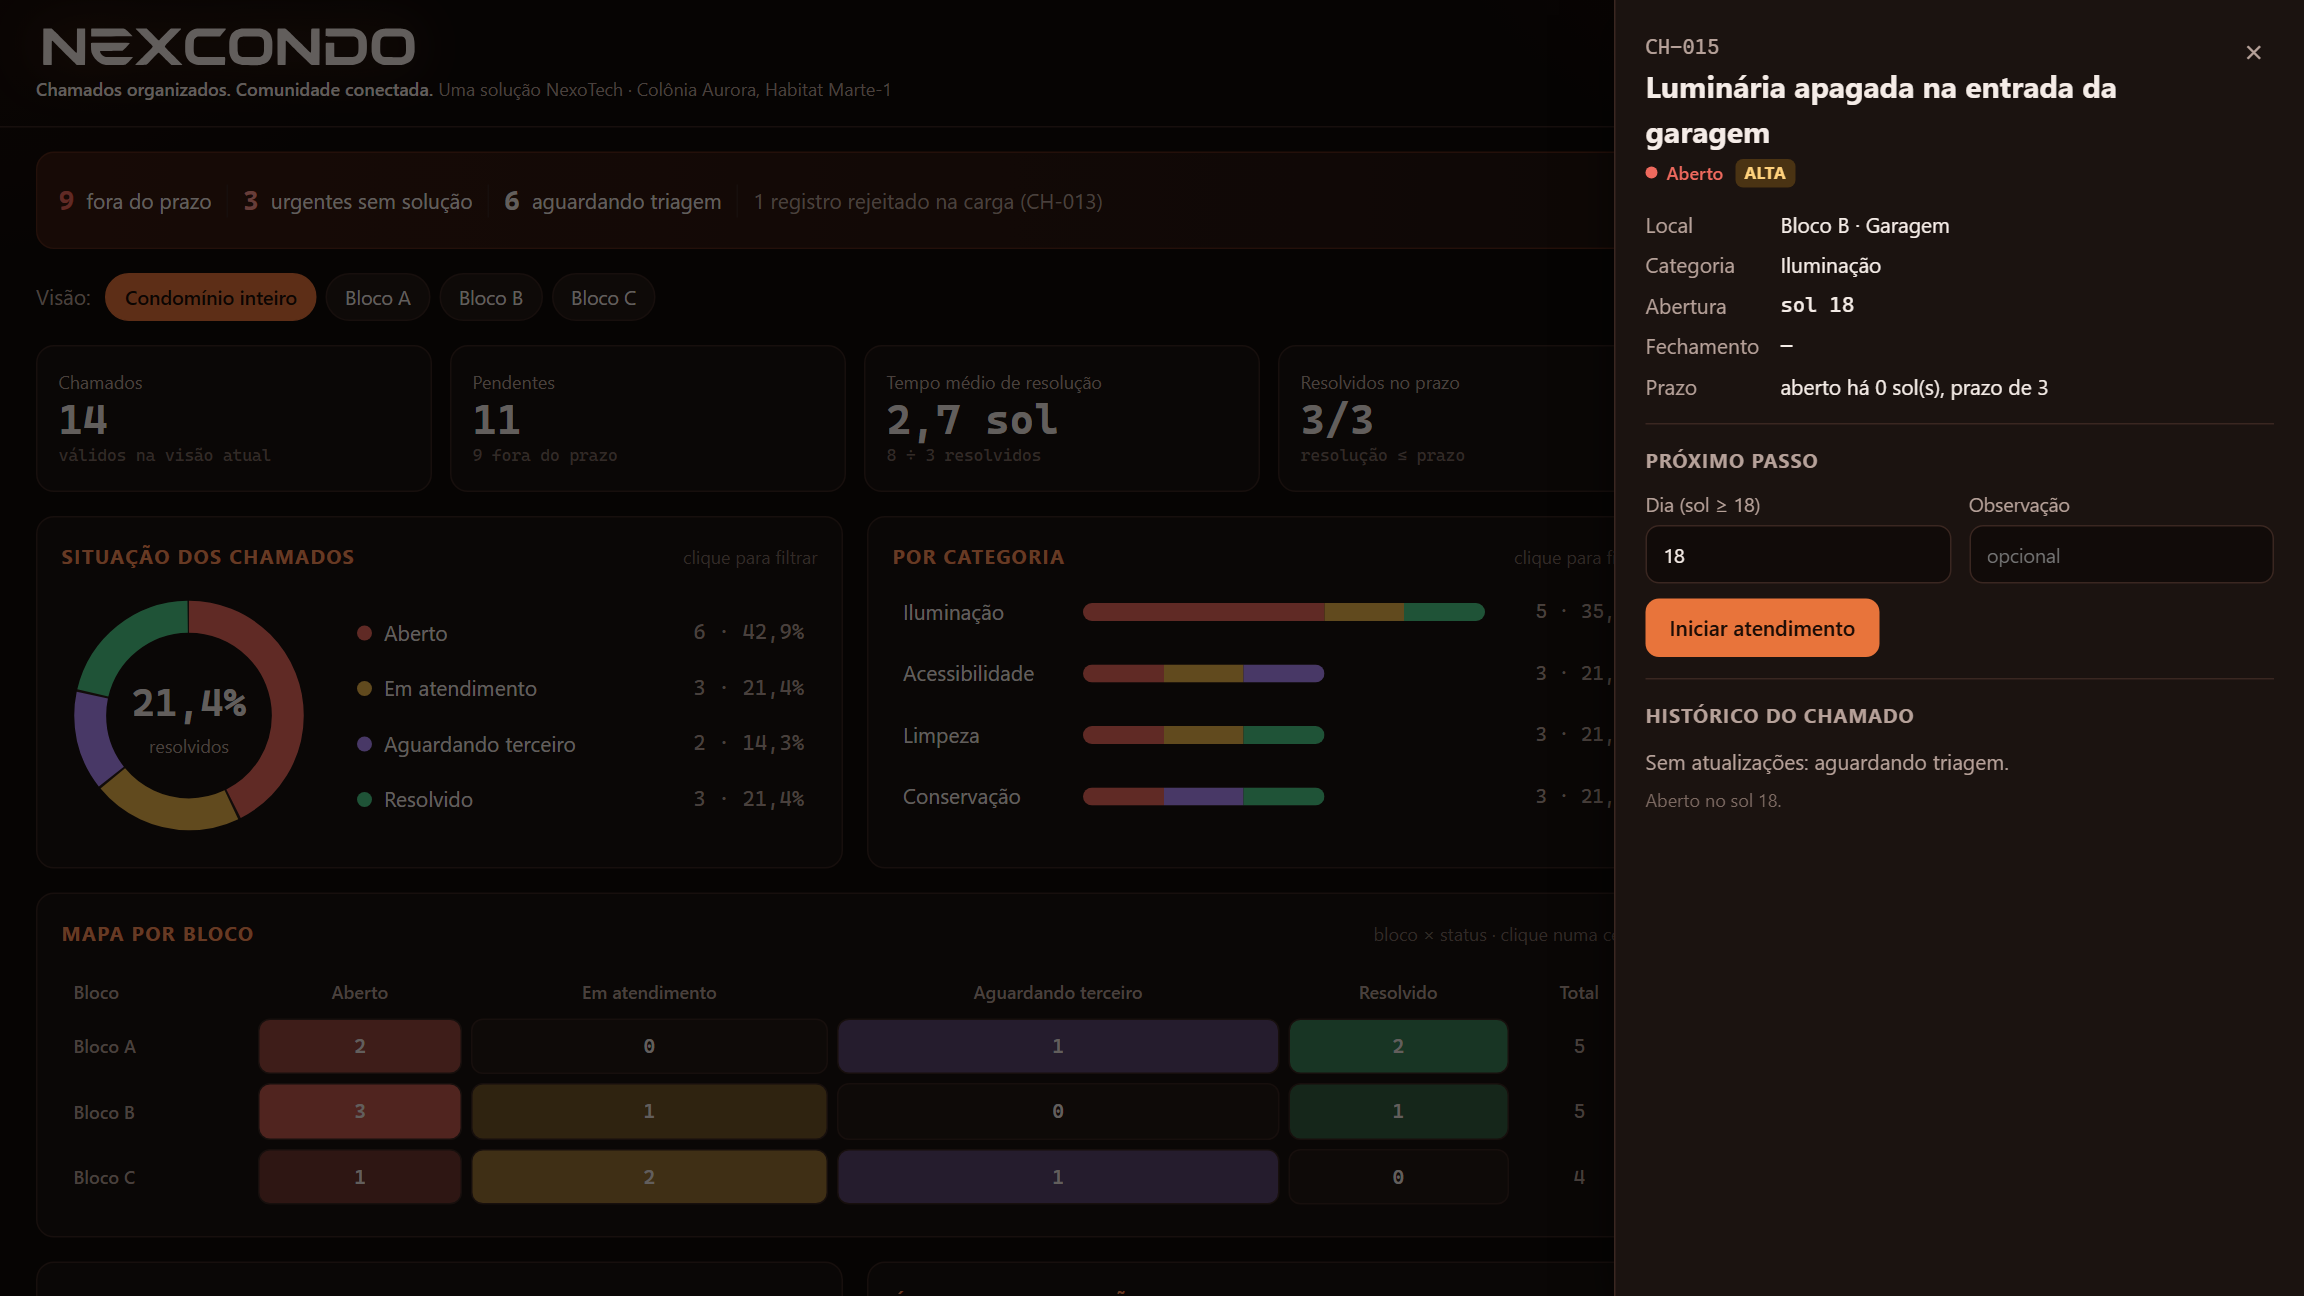 NEXCONDO
Chamados organizados. Comunidade conectada. Uma solução NexoTech · Colônia Aurora, Habitat Marte-1
9 fora do prazo 3 urgentes sem solução 6 aguardando triagem 1 registro rejeitado na carga (CH-013)
Visão: Condomínio inteiro Bloco A Bloco B Bloco C
Chamados
14
válidos na visão atual
Pendentes
11
9 fora do prazo
Tempo médio de resolução
2,7 sol
8 ÷ 3 resolvidos
Resolvidos no prazo
3/3
resolução ≤ prazo
SITUAÇÃO DOS CHAMADOS clique para filtrar
21,4%
resolvidos
Aberto 6 · 42,9%
Em atendimento 3 · 21,4%
Aguardando terceiro 2 · 14,3%
Resolvido 3 · 21,4%
POR CATEGORIA clique para
Iluminação 5 · 35,
Acessibilidade 3 · 21,
Limpeza 3 · 21,
Conservação 3 · 21,
MAPA POR BLOCO bloco × status · clique numa
Bloco Aberto Em atendimento Aguardando terceiro Resolvido Total
Bloco A 2 0 1 2 5
Bloco B 3 1 0 1 5
Bloco C 1 2 1 0 4
CH-015
×
Luminária apagada na entrada da
garagem
Aberto ALTA
Local Bloco B · Garagem
Categoria Iluminação
Abertura sol 18
Fechamento —
Prazo aberto há 0 sol(s), prazo de 3
PRÓXIMO PASSO
Dia (sol ≥ 18) Observação
18 opcional
Iniciar atendimento
HISTÓRICO DO CHAMADO
Sem atualizações: aguardando triagem.
Aberto no sol 18.